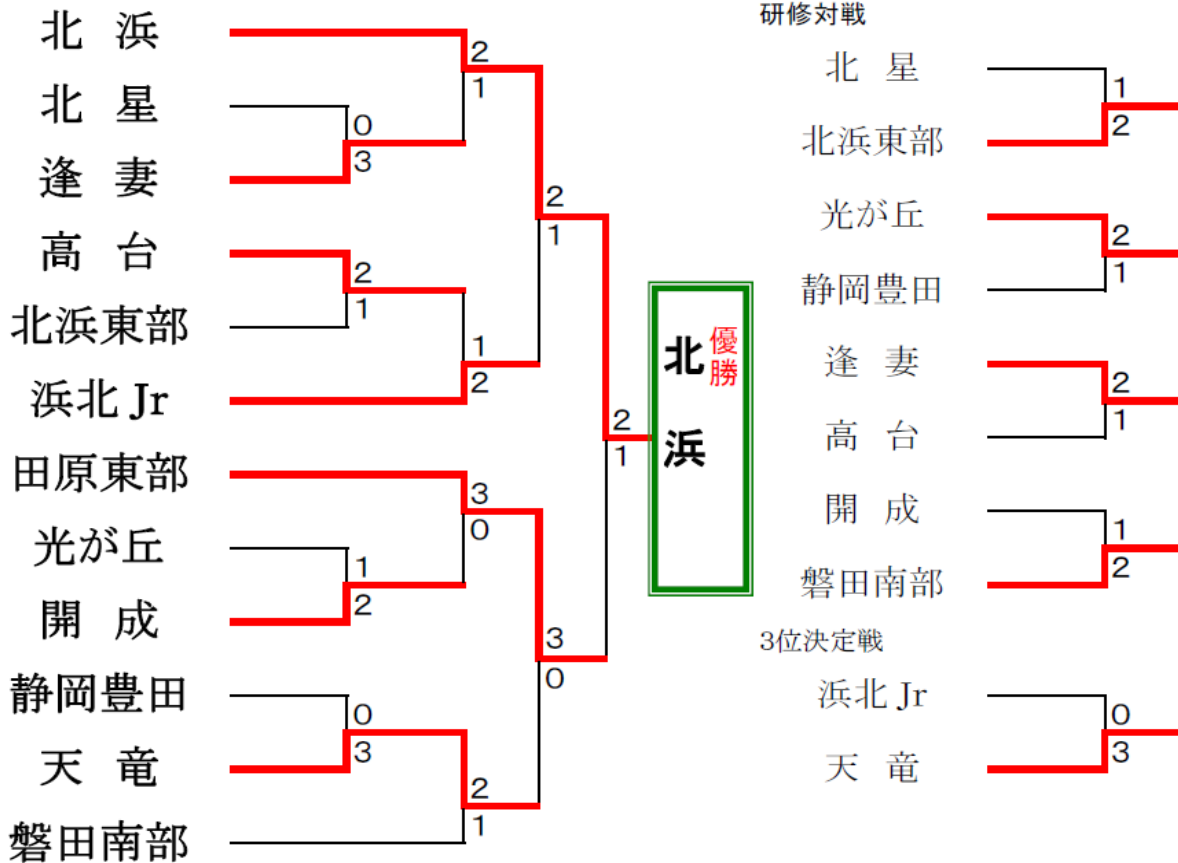 北 浜
2
1
北 星
0
3
逢 妻
2
1
高 台
2
1
北浜東部
1
2
浜北 Jr
2
1
田原東部
3
0
光が丘
1
2
開 成
3
0
静岡豊田
0
3
天 竜
2
1
磐田南部
優勝
北浜
研修対戦
北 星
1
2
北浜東部
光が丘
2
1
静岡豊田
逢 妻
2
1
高 台
開 成
1
2
磐田南部
3位決定戦
浜北 Jr
0
3
天 竜